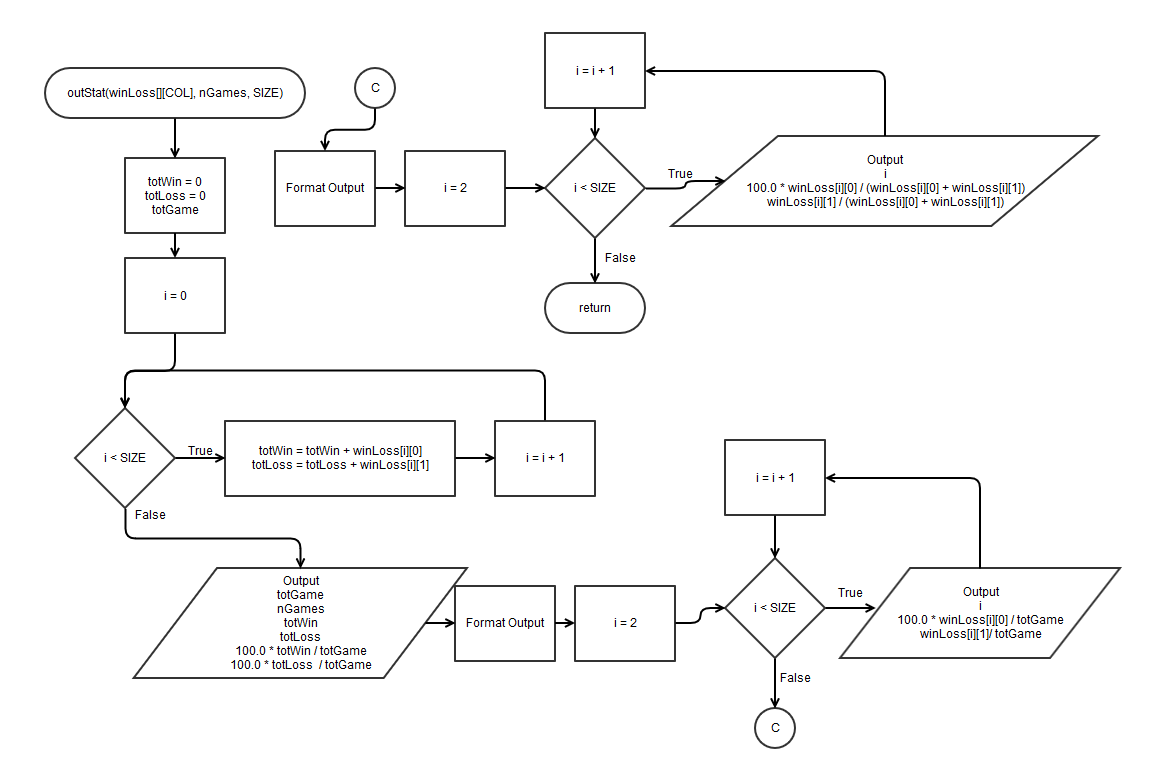 outStat(winLoss[][COL], nGames, SIZE)
totWin = 0
totLoss = 0
totGame
i = 0
i < SIZE
True
totWin = totWin + winLoss[i][0]
totLoss = totLoss + winLoss[i][1]
i = i + 1
False
Output
totGame
nGames
totWin
totLoss
100.0 * totWin / totGame
100.0 * totLoss / totGame
Format Output
i = 2
i < SIZE
True
Output
i
100.0 * winLoss[i][0] / totGame
winLoss[i][1]/ totGame
i = i + 1
False
C
C
Format Output
i = 2
i < SIZE
True
Output
i
100.0 * winLoss[i][0] / (winLoss[i][0] + winLoss[i][1])
winLoss[i][1] / (winLoss[i][0] + winLoss[i][1])
i = i + 1
False
return